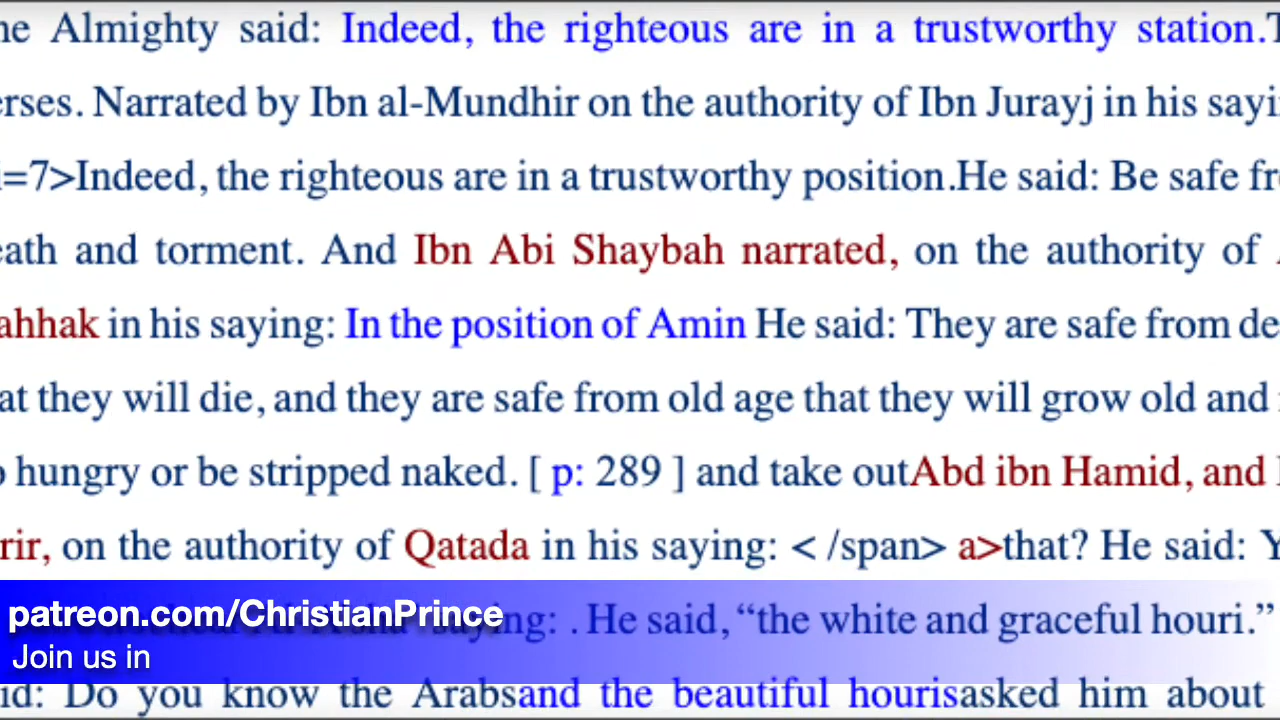 ne Almighty said: Indeed, the righteous are in a trustworthy station.T
erses. Narrated by Ibn al-Mundhir on the authority of Ibn Jurayj in his sayi
i=7>Indeed, the righteous are in a trustworthy position.He said: Be safe fr
eath and torment. And Ibn Abi Shaybah narrated, on the authority of
ahhak in his saying: In the position of Amin He said: They are safe from de
at they will die, and they are safe from old age that they will grow old and
hungry or be stripped naked. [ p: 289 ] and take outAbd ibn Hamid, and
rir, on the authority of Qatada in his saying: < /span> a>that? He said: Y
saying: . He said, “the white and graceful houri.”
patreon.com/ChristianPrince
Join us in
id: Do you know the Arabsand the beautiful hourisasked him about